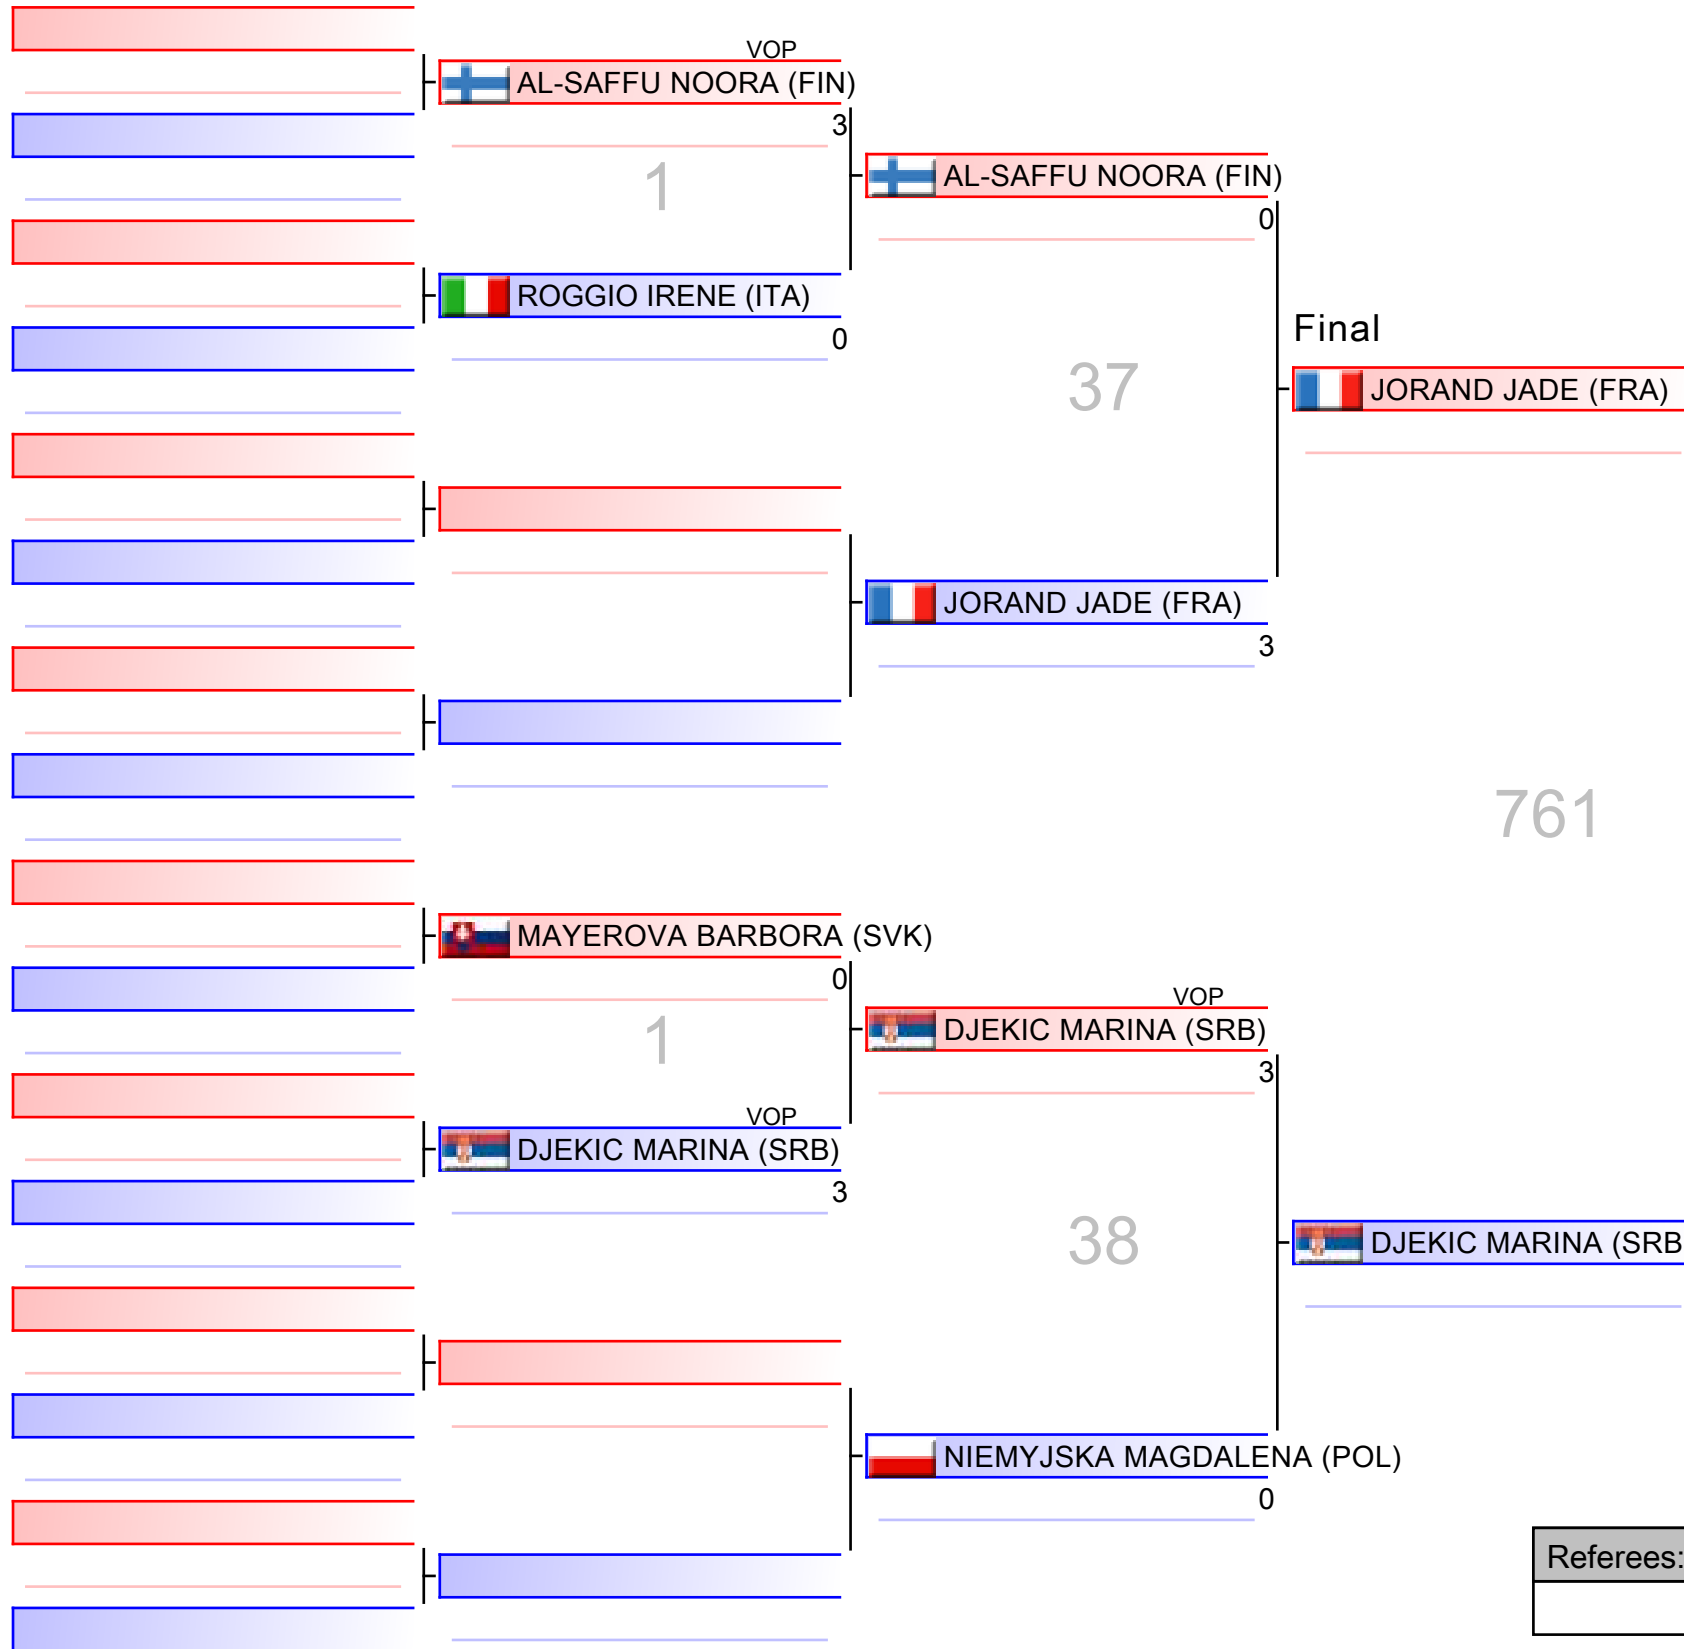 VOP
AL-SAFFU NOORA (FIN)
3
1
AL-SAFFU NOORA (FIN)
0
ROGGIO IRENE (ITA)
0
Final
37
JORAND JADE (FRA)
JORAND JADE (FRA)
3
761
MAYEROVA BARBORA (SVK)
0
1
VOP
DJEKIC MARINA (SRB)
3
VOP
DJEKIC MARINA (SRB)
3
38
DJEKIC MARINA (SRB
NIEMYJSKA MAGDALENA (POL)
0
Referees: